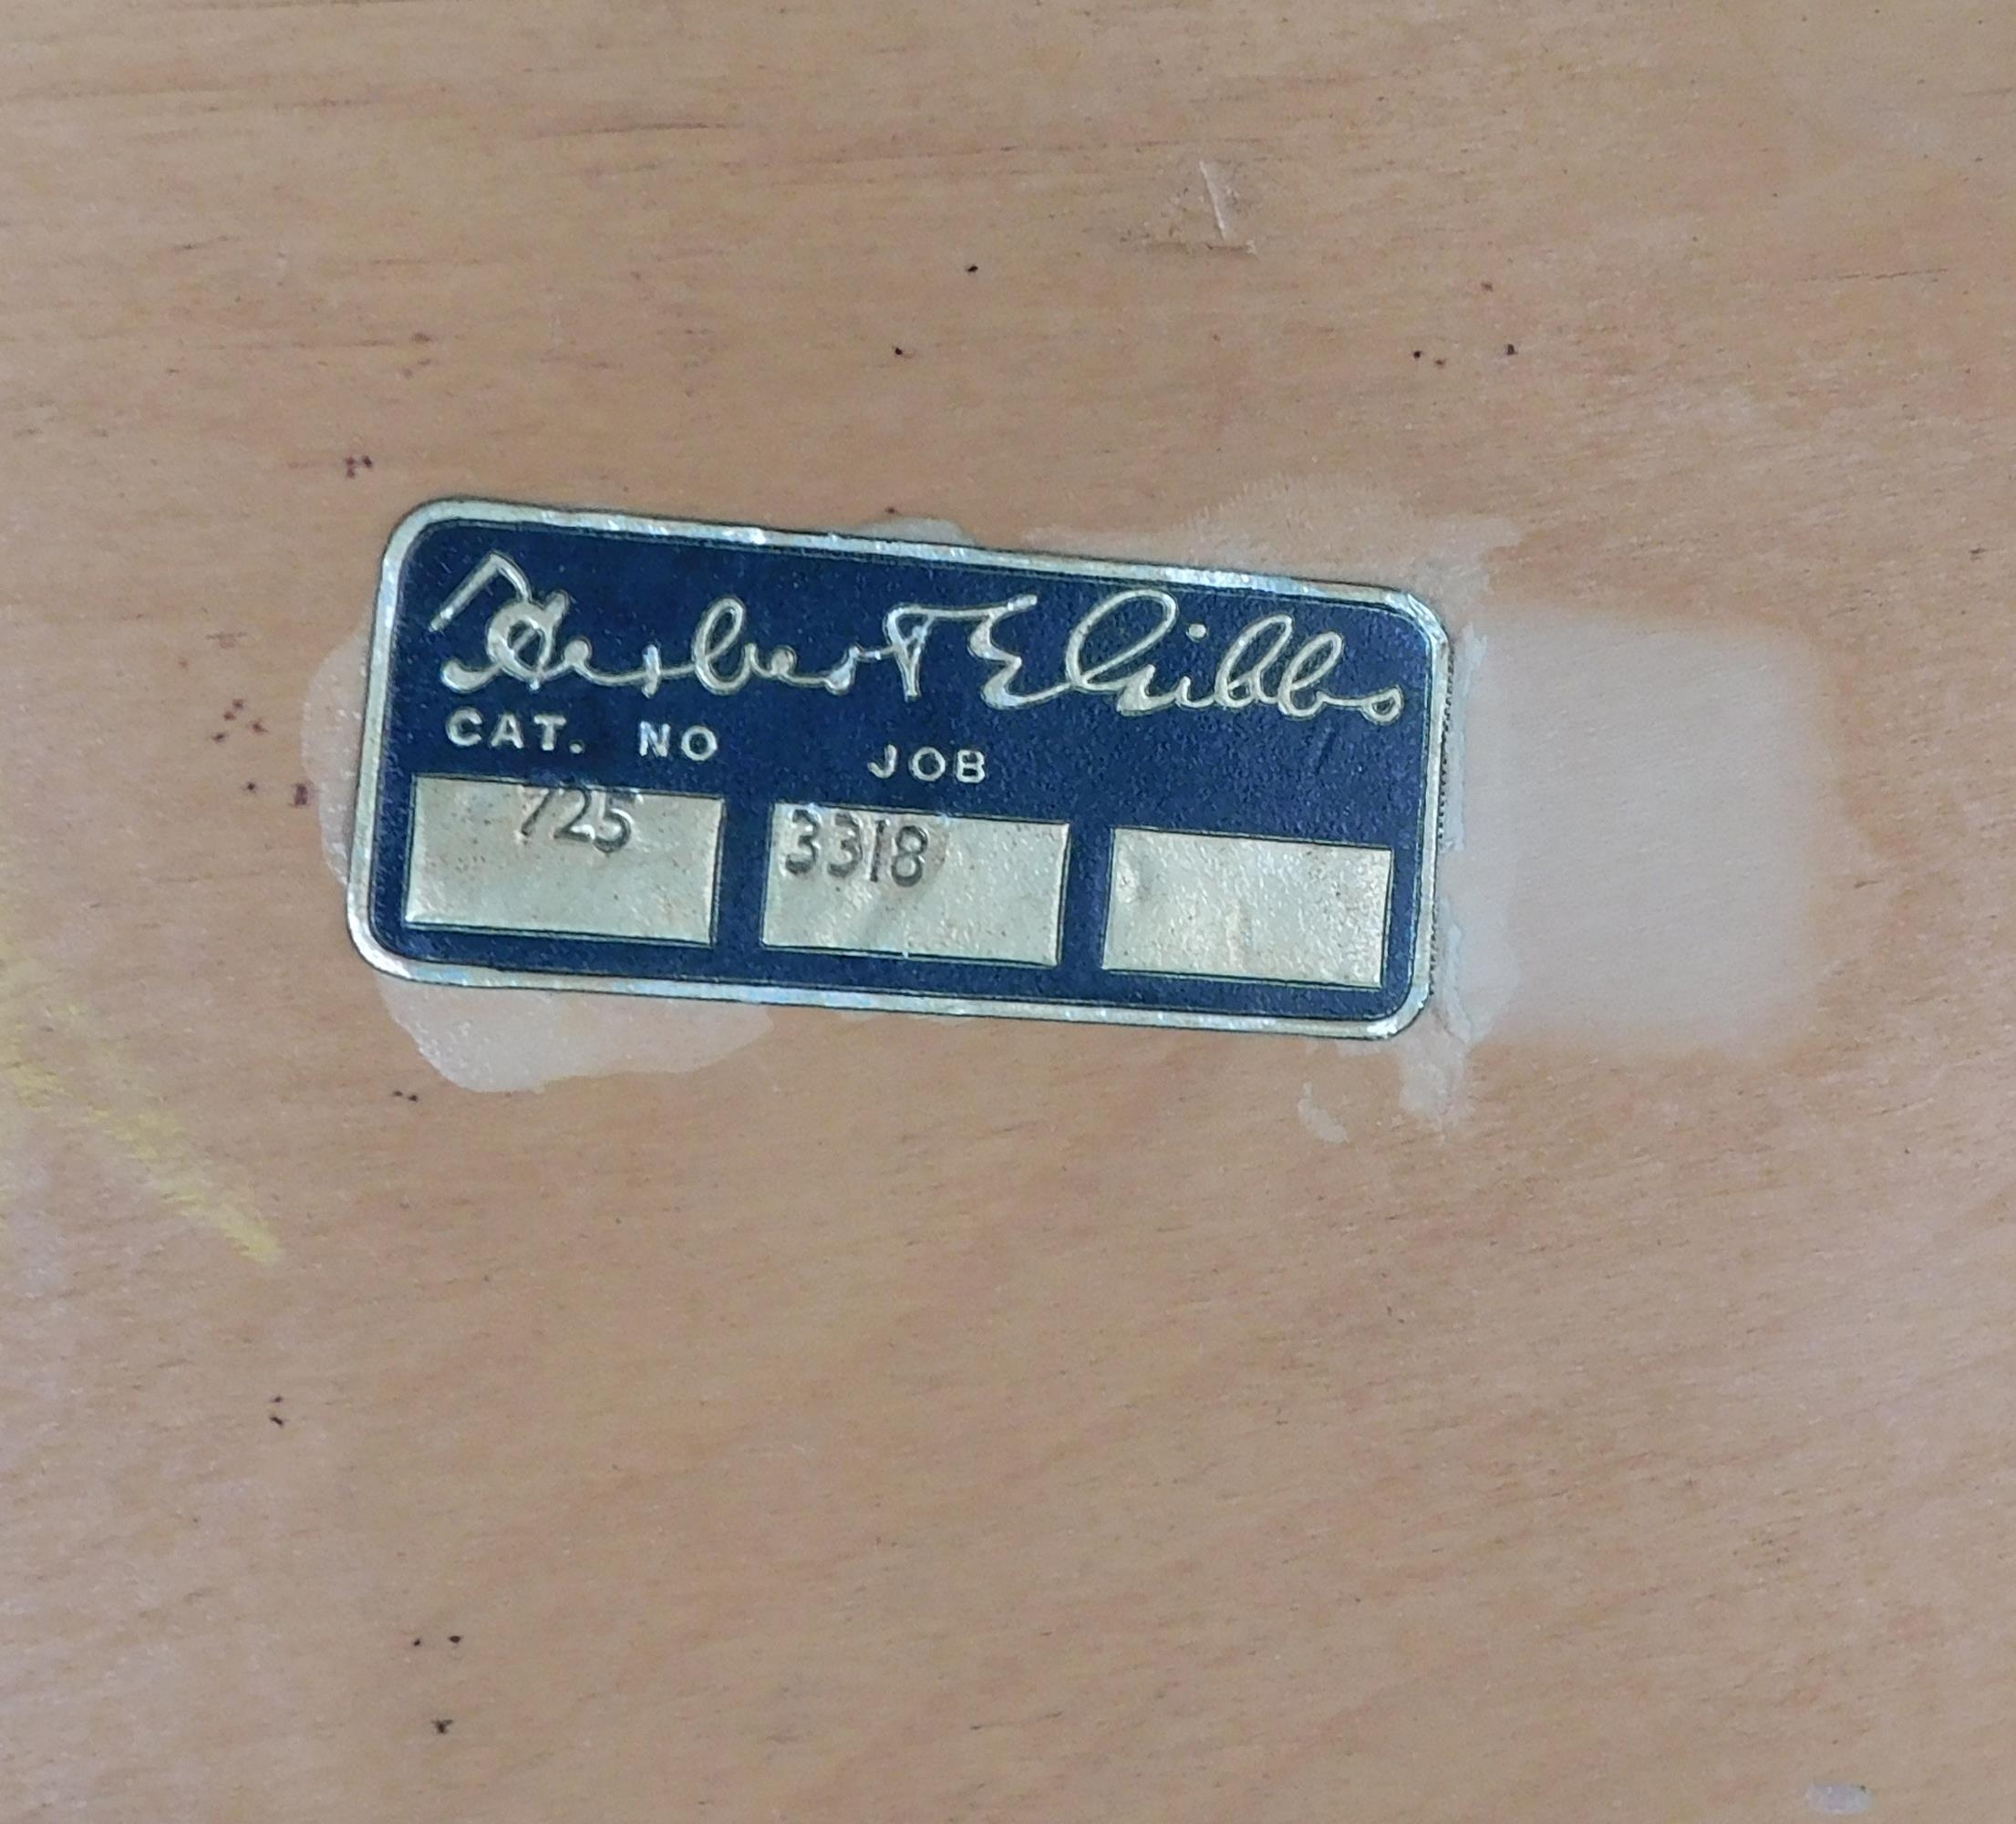 Herbert E Gibbs
CAT. NO JOB
725 3318